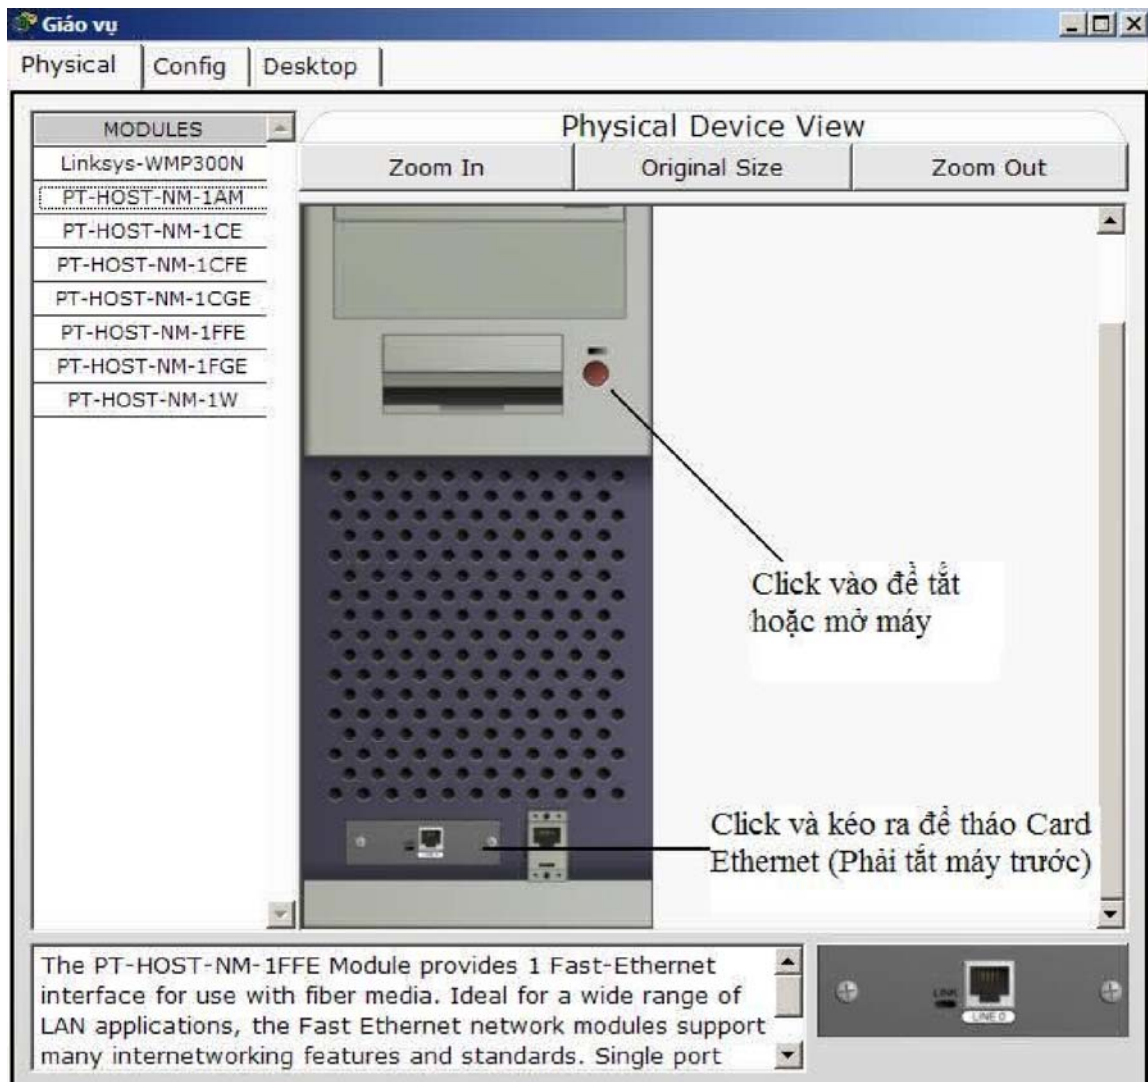 Giáo vụ
Physical Config Desktop
MODULES
Linksys-WMP300N
PT-HOST-NM-1AM
PT-HOST-NM-1CE
PT-HOST-NM-1CFE
PT-HOST-NM-1CGE
PT-HOST-NM-1FFE
PT-HOST-NM-1FGE
PT-HOST-NM-1W
Physical Device View
Zoom In Original Size Zoom Out
Click vào để tắt
hoặc mở máy
Click và kéo ra để tháo Card
Ethernet (Phải tắt máy trước)
The PT-HOST-NM-1FFE Module provides 1 Fast-Ethernet
interface for use with fiber media. Ideal for a wide range of
LAN applications, the Fast Ethernet network modules support
many internetworking features and standards. Single port
LINK
LINE 0